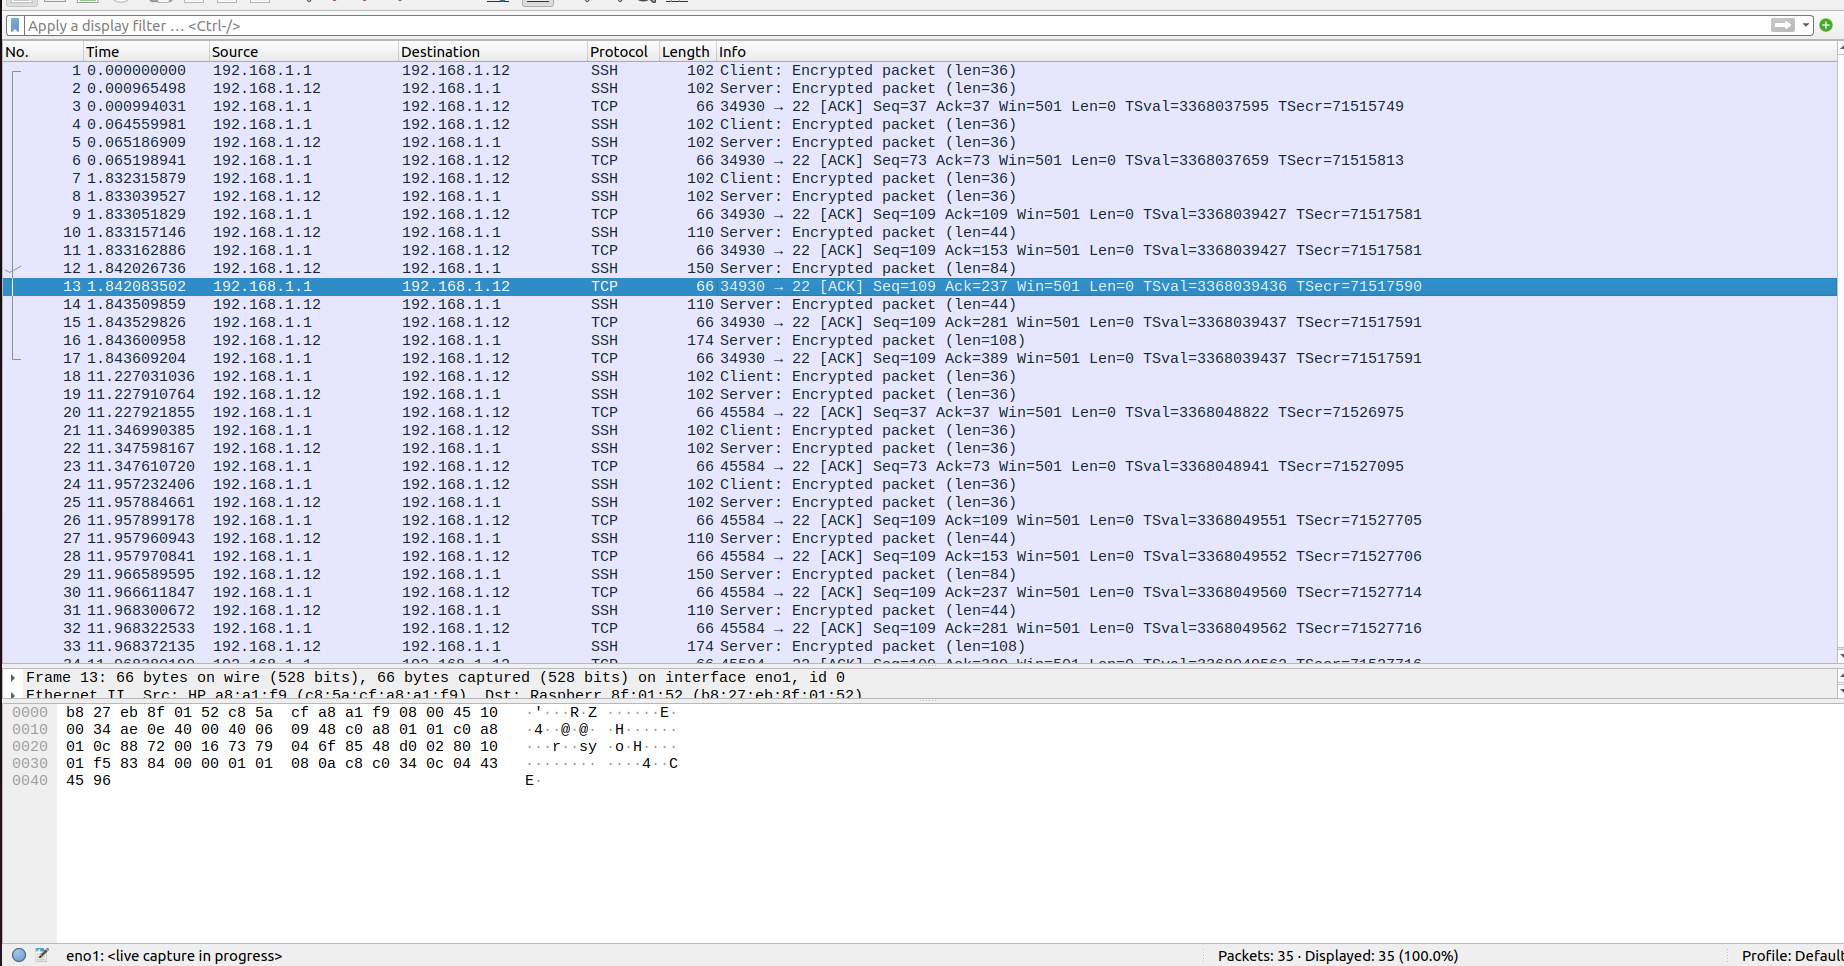 Apply a display filter … <Ctrl-/>
No. Time Source Destination Protocol Length Info
1 0.000000000 192.168.1.1 192.168.1.12 SSH 102 Client: Encrypted packet (len=36)
2 0.000965498 192.168.1.12 192.168.1.1 SSH 102 Server: Encrypted packet (len=36)
3 0.000994031 192.168.1.1 192.168.1.12 TCP 66 34930 → 22 [ACK] Seq=37 Ack=37 Win=501 Len=0 TSval=3368037595 TSecr=71515749
4 0.064559981 192.168.1.1 192.168.1.12 SSH 102 Client: Encrypted packet (len=36)
5 0.065186909 192.168.1.12 192.168.1.1 SSH 102 Server: Encrypted packet (len=36)
6 0.065198941 192.168.1.1 192.168.1.12 TCP 66 34930 → 22 [ACK] Seq=73 Ack=73 Win=501 Len=0 TSval=3368037659 TSecr=71515813
7 1.832315879 192.168.1.1 192.168.1.12 SSH 102 Client: Encrypted packet (len=36)
8 1.833039527 192.168.1.12 192.168.1.1 SSH 102 Server: Encrypted packet (len=36)
9 1.833051829 192.168.1.1 192.168.1.12 TCP 66 34930 → 22 [ACK] Seq=109 Ack=109 Win=501 Len=0 TSval=3368039427 TSecr=71517581
10 1.833157146 192.168.1.12 192.168.1.1 SSH 110 Server: Encrypted packet (len=44)
11 1.833162886 192.168.1.1 192.168.1.12 TCP 66 34930 → 22 [ACK] Seq=109 Ack=153 Win=501 Len=0 TSval=3368039427 TSecr=71517581
12 1.842026736 192.168.1.12 192.168.1.1 SSH 150 Server: Encrypted packet (len=84)
13 1.842083502 192.168.1.1 192.168.1.12 TCP 66 34930 → 22 [ACK] Seq=109 Ack=237 Win=501 Len=0 TSval=3368039436 TSecr=71517590
14 1.843509859 192.168.1.12 192.168.1.1 SSH 110 Server: Encrypted packet (len=44)
15 1.843529826 192.168.1.1 192.168.1.12 TCP 66 34930 → 22 [ACK] Seq=109 Ack=281 Win=501 Len=0 TSval=3368039437 TSecr=71517591
16 1.843600958 192.168.1.12 192.168.1.1 SSH 174 Server: Encrypted packet (len=108)
17 1.843609204 192.168.1.1 192.168.1.12 TCP 66 34930 → 22 [ACK] Seq=109 Ack=389 Win=501 Len=0 TSval=3368039437 TSecr=71517591
18 11.227031036 192.168.1.1 192.168.1.12 SSH 102 Client: Encrypted packet (len=36)
19 11.227910764 192.168.1.12 192.168.1.1 SSH 102 Server: Encrypted packet (len=36)
20 11.227921855 192.168.1.1 192.168.1.12 TCP 66 45584 → 22 [ACK] Seq=37 Ack=37 Win=501 Len=0 TSval=3368048822 TSecr=71526975
21 11.346990385 192.168.1.1 192.168.1.12 SSH 102 Client: Encrypted packet (len=36)
22 11.347598167 192.168.1.12 192.168.1.1 SSH 102 Server: Encrypted packet (len=36)
23 11.347610720 192.168.1.1 192.168.1.12 TCP 66 45584 → 22 [ACK] Seq=73 Ack=73 Win=501 Len=0 TSval=3368048941 TSecr=71527095
24 11.957232406 192.168.1.1 192.168.1.12 SSH 102 Client: Encrypted packet (len=36)
25 11.957884661 192.168.1.12 192.168.1.1 SSH 102 Server: Encrypted packet (len=36)
26 11.957899178 192.168.1.1 192.168.1.12 TCP 66 45584 → 22 [ACK] Seq=109 Ack=109 Win=501 Len=0 TSval=3368049551 TSecr=71527705
27 11.957960943 192.168.1.12 192.168.1.1 SSH 110 Server: Encrypted packet (len=44)
28 11.957970841 192.168.1.1 192.168.1.12 TCP 66 45584 → 22 [ACK] Seq=109 Ack=153 Win=501 Len=0 TSval=3368049552 TSecr=71527706
29 11.966589595 192.168.1.12 192.168.1.1 SSH 150 Server: Encrypted packet (len=84)
30 11.966611847 192.168.1.1 192.168.1.12 TCP 66 45584 → 22 [ACK] Seq=109 Ack=237 Win=501 Len=0 TSval=3368049560 TSecr=71527714
31 11.968300672 192.168.1.12 192.168.1.1 SSH 110 Server: Encrypted packet (len=44)
32 11.968322533 192.168.1.1 192.168.1.12 TCP 66 45584 → 22 [ACK] Seq=109 Ack=281 Win=501 Len=0 TSval=3368049562 TSecr=71527716
33 11.968372135 192.168.1.12 192.168.1.1 SSH 174 Server: Encrypted packet (len=108)
Frame 13: 66 bytes on wire (528 bits), 66 bytes captured (528 bits) on interface eno1, id 0
Ethernet II, Src: HP_a8:a1:f9 (c8:5a:cf:a8:a1:f9), Dst: Raspberr_8f:01:52 (b8:27:eb:8f:01:52)
0000 b8 27 eb 8f 01 52 c8 5a cf a8 a1 f9 08 00 45 10 ·'···R·Z ······E·
0010 00 34 ae 0e 40 00 40 06 09 48 c0 a8 01 01 c0 a8 ·4··@·@· ·H······
0020 01 0c 88 72 00 16 73 79 04 6f 85 48 d0 02 80 10 ···r··sy ·o·H····
0030 01 f5 83 84 00 00 01 01 08 0a c8 c0 34 0c 04 43 ········ ····4··C
0040 45 96 E·
eno1: <live capture in progress> Packets: 35 · Displayed: 35 (100.0%) Profile: Default